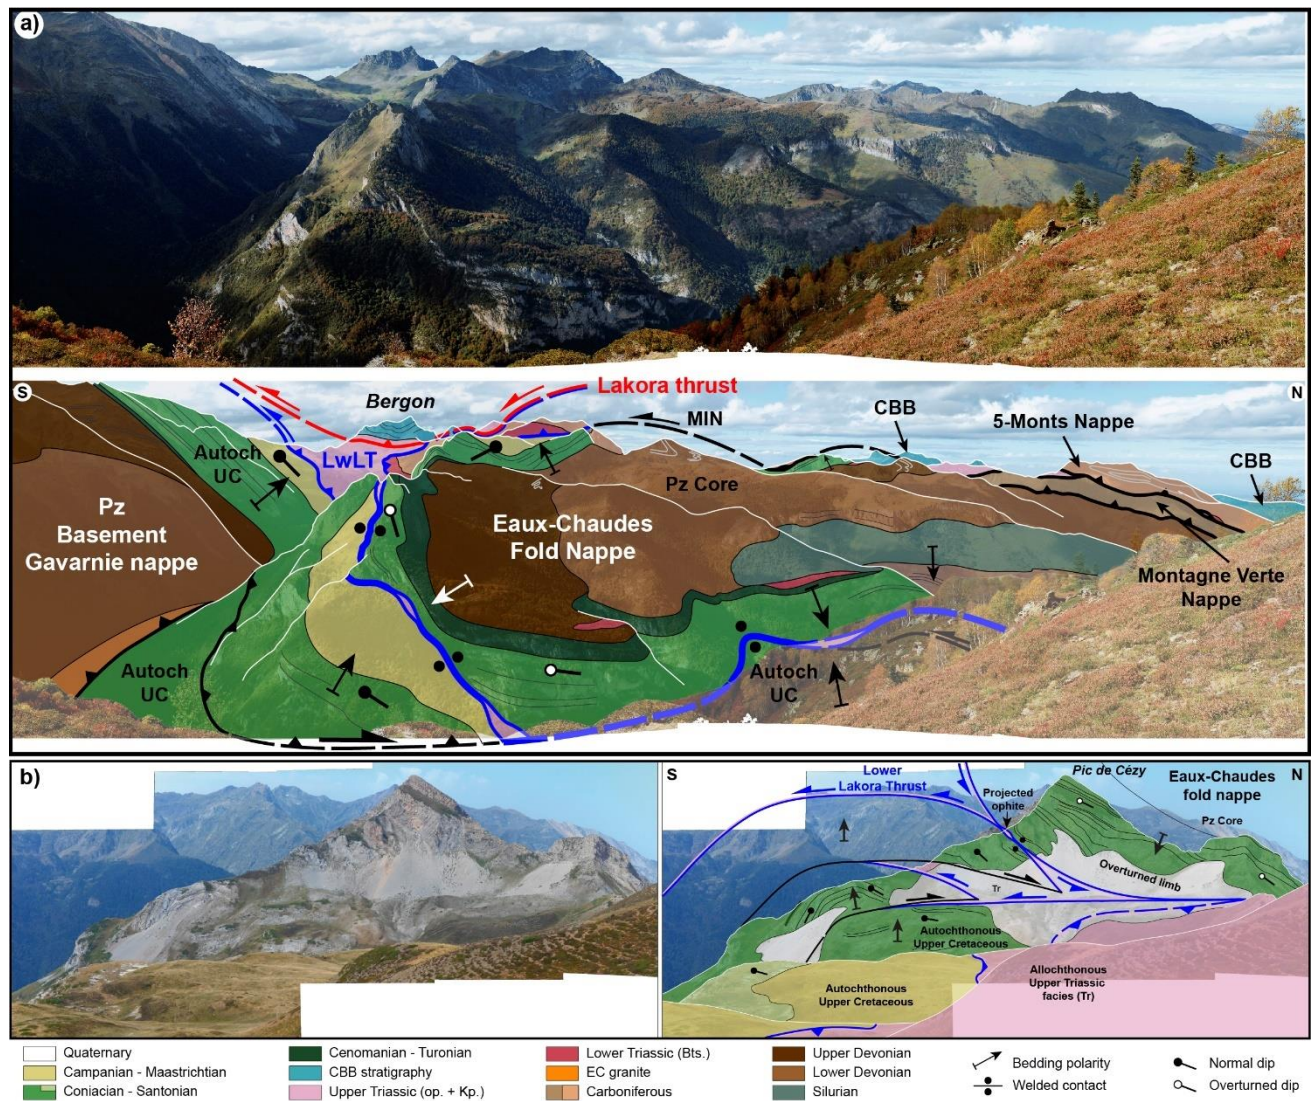 a)
S
N
Lakora thrust
Bergon
MIN
CBB
5-Monts Nappe
Autoch
UC
LwLT
CBB
Pz Core
Pz
Basement
Gavarnie nappe
Eaux-Chaudes
Fold Nappe
Montagne Verte
Nappe
Autoch
UC
Autoch
UC
b)
S
N
Lower
Lakora Thrust
Projected
ophite
Pic de Cézy
Eaux-Chaudes
fold nappe
Pz Core
Overturned limb
Tr
Autochthonous
Upper Cretaceous
Autochthonous
Upper Cretaceous
Allochthonous
Upper Triassic
facies (Tr)
Quaternary
Campanian - Maastrichtian
Coniacian - Santonian
Cenomanian - Turonian
CBB stratigraphy
Upper Triassic (op. + Kp.)
Lower Triassic (Bts.)
EC granite
Carboniferous
Upper Devonian
Lower Devonian
Silurian
Bedding polarity
Welded contact
Normal dip
Overturned dip